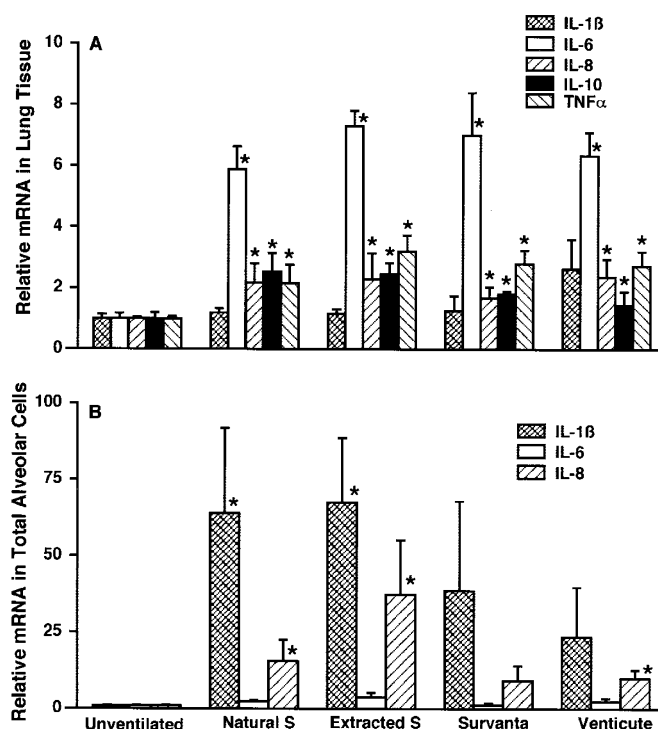 A
IL-1ß
IL-6
IL-8
IL-10
TNFα
Relative mRNA in Lung Tissue
10
8
6
4
2
0
* * * *
* * * *
* * * *
* * * *
B
IL-1ß
IL-6
IL-8
Relative mRNA in Total Alveolar Cells
100
75
50
25
0
* *
* *
*
Unventilated Natural S Extracted S Survanta Venticute